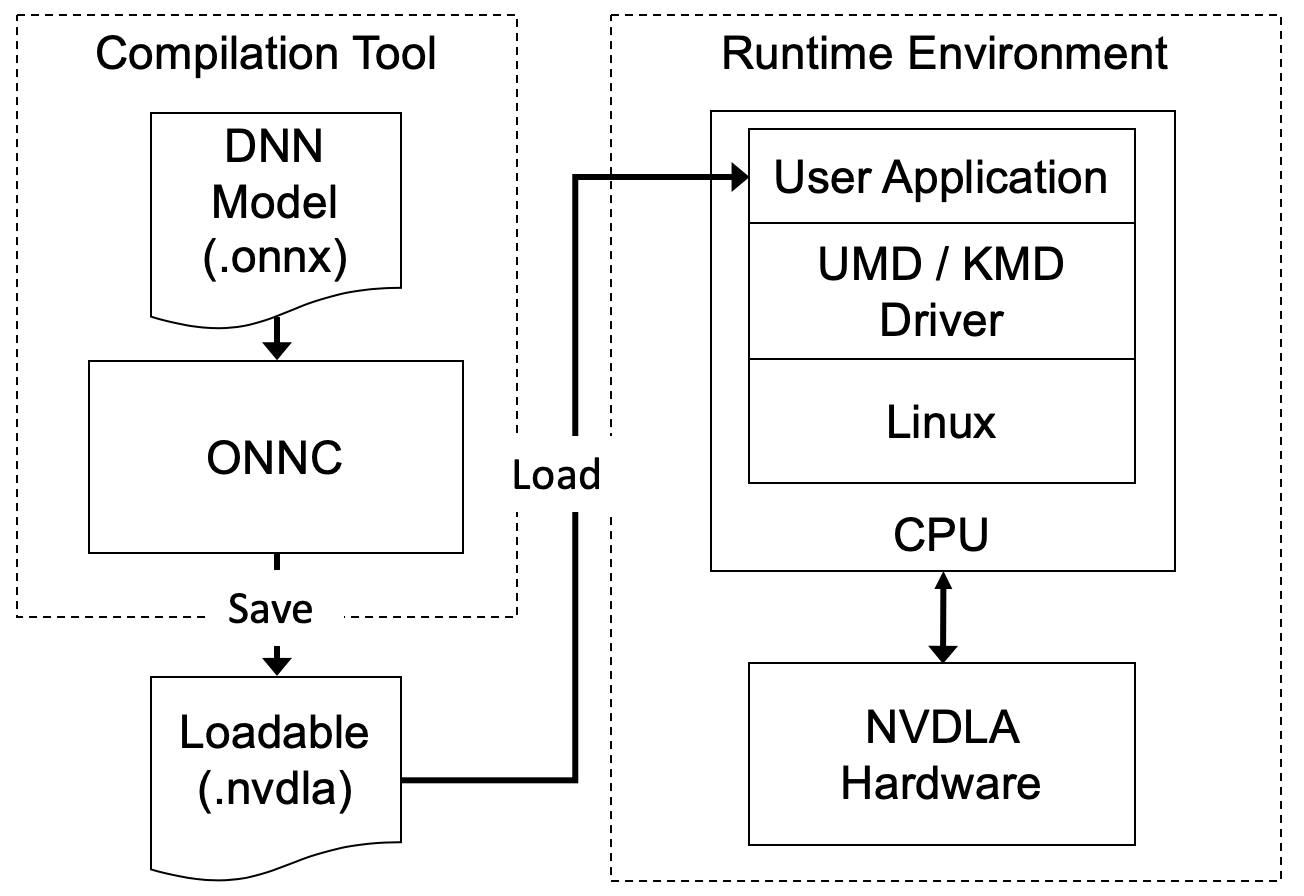 Compilation Tool
DNN
Model
(.onnx)
ONNC
Save
Loadable
(.nvdla)
Load
Runtime Environment
User Application
UMD / KMD
Driver
Linux
CPU
NVDLA
Hardware